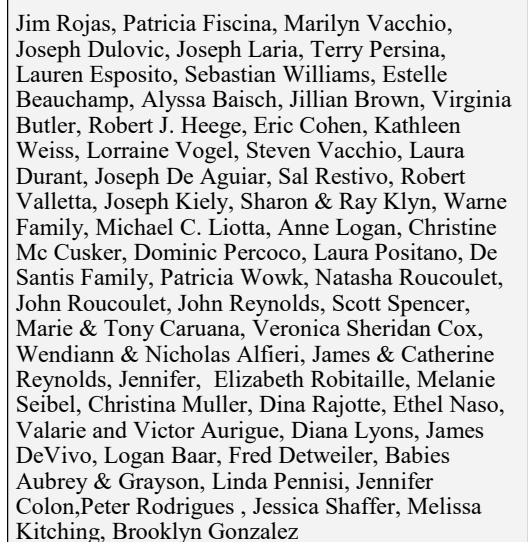 Jim Rojas, Patricia Fiscina, Marilyn Vacchio,
Joseph Dulovic, Joseph Laria, Terry Persina,
Lauren Esposito, Sebastian Williams, Estelle
Beauchamp, Alyssa Baisch, Jillian Brown, Virginia
Butler, Robert J. Heege, Eric Cohen, Kathleen
Weiss, Lorraine Vogel, Steven Vacchio, Laura
Durant, Joseph De Aguiar, Sal Restivo, Robert
Valletta, Joseph Kiely, Sharon & Ray Klyn, Warne
Family, Michael C. Liotta, Anne Logan, Christine
Mc Cusker, Dominic Percoco, Laura Positano, De
Santis Family, Patricia Wowk, Natasha Roucoulet,
John Roucoulet, John Reynolds, Scott Spencer,
Marie & Tony Caruana, Veronica Sheridan Cox,
Wendiann & Nicholas Alfieri, James & Catherine
Reynolds, Jennifer,  Elizabeth Robitaille, Melanie
Seibel, Christina Muller, Dina Rajotte, Ethel Naso,
Valarie and Victor Aurigue, Diana Lyons, James
DeVivo, Logan Baar, Fred Detweiler, Babies
Aubrey & Grayson, Linda Pennisi, Jennifer
Colon,Peter Rodrigues , Jessica Shaffer, Melissa
Kitching, Brooklyn Gonzalez